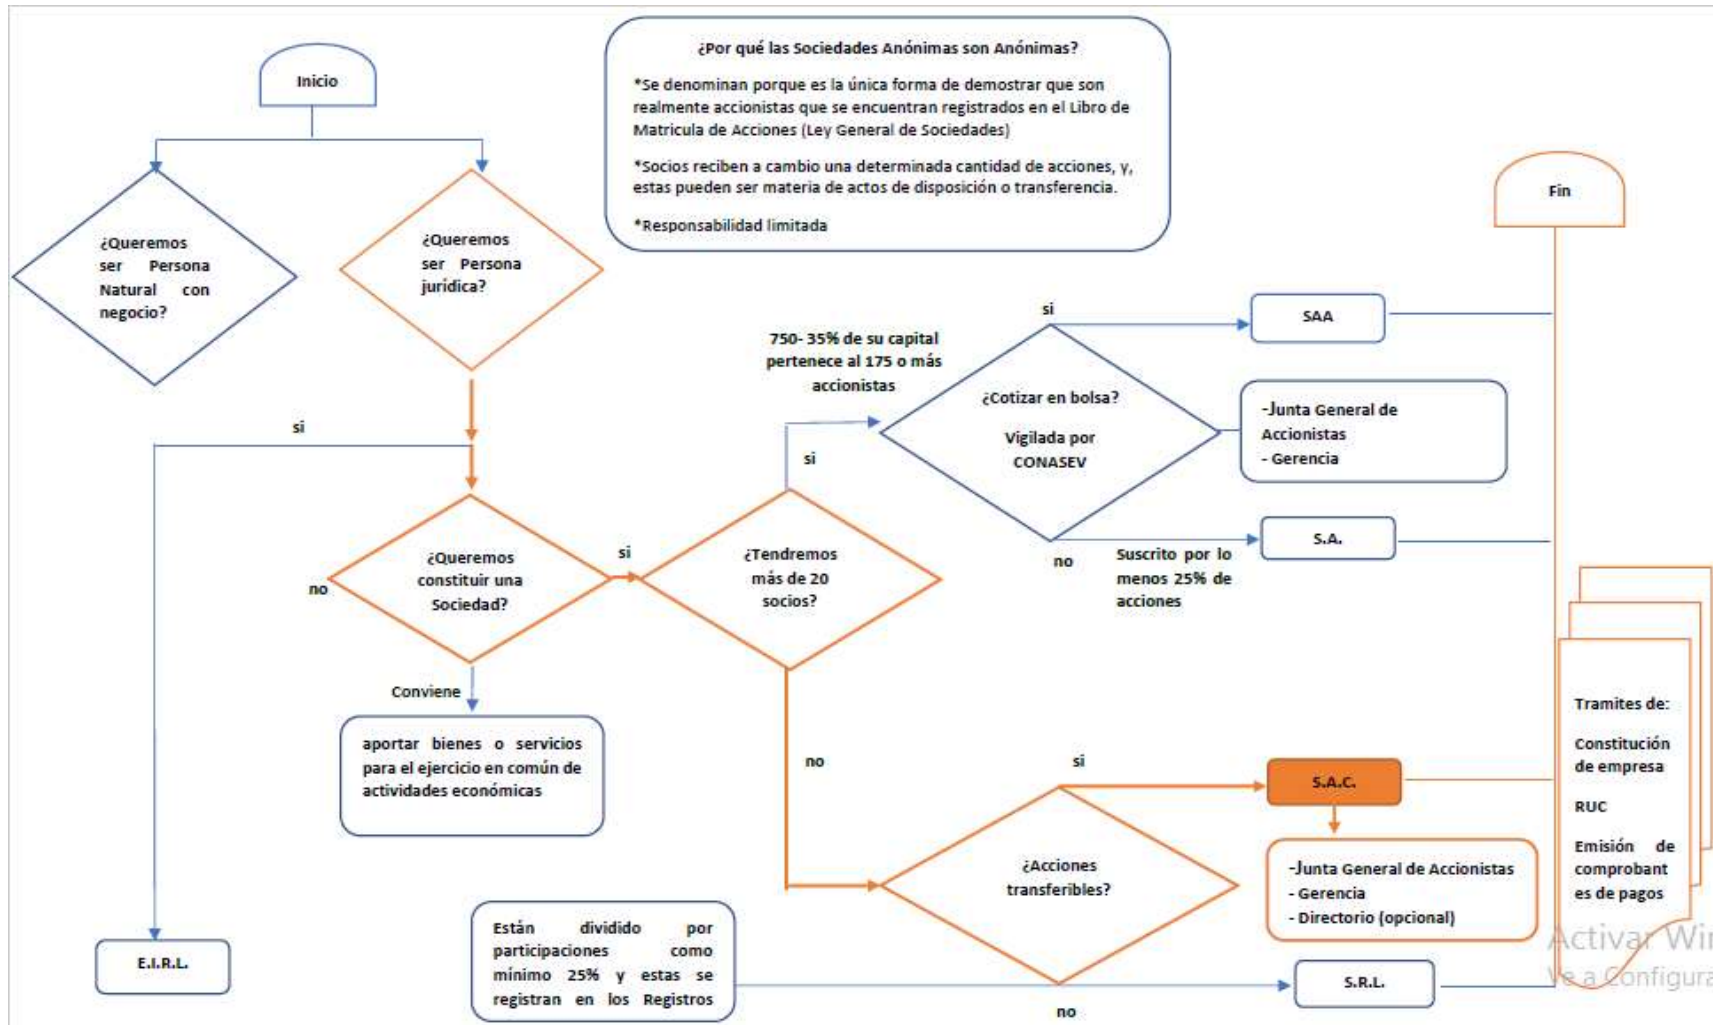 Inicio
¿Por qué las Sociedades Anónimas son Anónimas?
*Se denominan porque es la única forma de demostrar que son
realmente accionistas que se encuentran registrados en el Libro de
Matricula de Acciones (Ley General de Sociedades)
*Socios reciben a cambio una determinada cantidad de acciones, y,
estas pueden ser materia de actos de disposición o transferencia.
*Responsabilidad limitada
Fin
¿Queremos
ser Persona
Natural con
negocio?
¿Queremos
ser Persona
jurídica?
si
SAA
750- 35% de su capital
pertenece al 175 o más
accionistas
¿Cotizar en bolsa?
Vigilada por
CONASEV
-Junta General de
Accionistas
- Gerencia
si
si
¿Queremos
constituir una
Sociedad?
no
si
¿Tendremos
más de 20
socios?
no
Suscrito por lo
menos 25% de
acciones
S.A.
Conviene
aportar bienes o servicios
para el ejercicio en común de
actividades económicas
no
si
S.A.C.
Tramites de:
Constitución
de empresa
RUC
Emisión de
comprobant
es de pagos
¿Acciones
transferibles?
-Junta General de Accionistas
- Gerencia
- Directorio (opcional)
Están dividido por
participaciones como
mínimo 25% y estas se
registran en los Registros
E.I.R.L.
S.R.L.
no
Activar Win
Ve a Configura